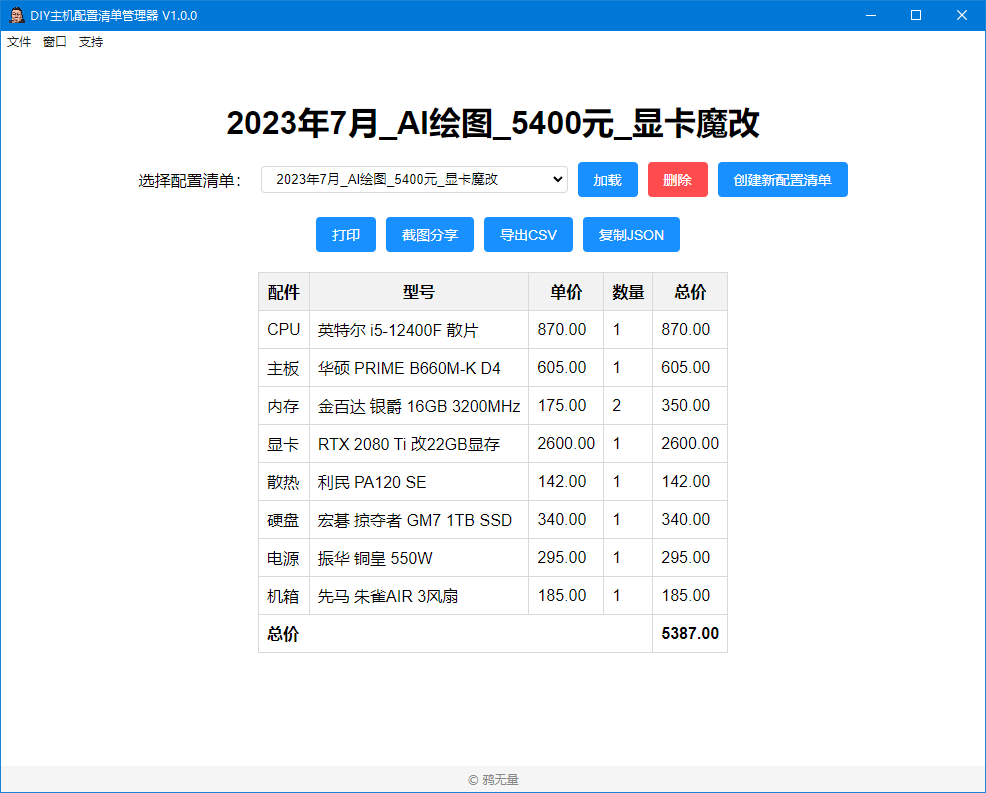 DIY主机配置清单管理器 V1.0.0
文件 窗口 支持
2023年7月_AI绘图_5400元_显卡魔改
选择配置清单： 2023年7月_AI绘图_5400元_显卡魔改 加载 删除 创建新配置清单
打印 截图分享 导出CSV 复制JSON
配件 型号 单价 数量 总价
CPU 英特尔 i5-12400F 散片 870.00 1 870.00
主板 华硕 PRIME B660M-K D4 605.00 1 605.00
内存 金百达 银爵 16GB 3200MHz 175.00 2 350.00
显卡 RTX 2080 Ti 改22GB显存 2600.00 1 2600.00
散热 利民 PA120 SE 142.00 1 142.00
硬盘 宏碁 掠夺者 GM7 1TB SSD 340.00 1 340.00
电源 振华 铜皇 550W 295.00 1 295.00
机箱 先马 朱雀AIR 3风扇 185.00 1 185.00
总价 5387.00
© 鸦无量